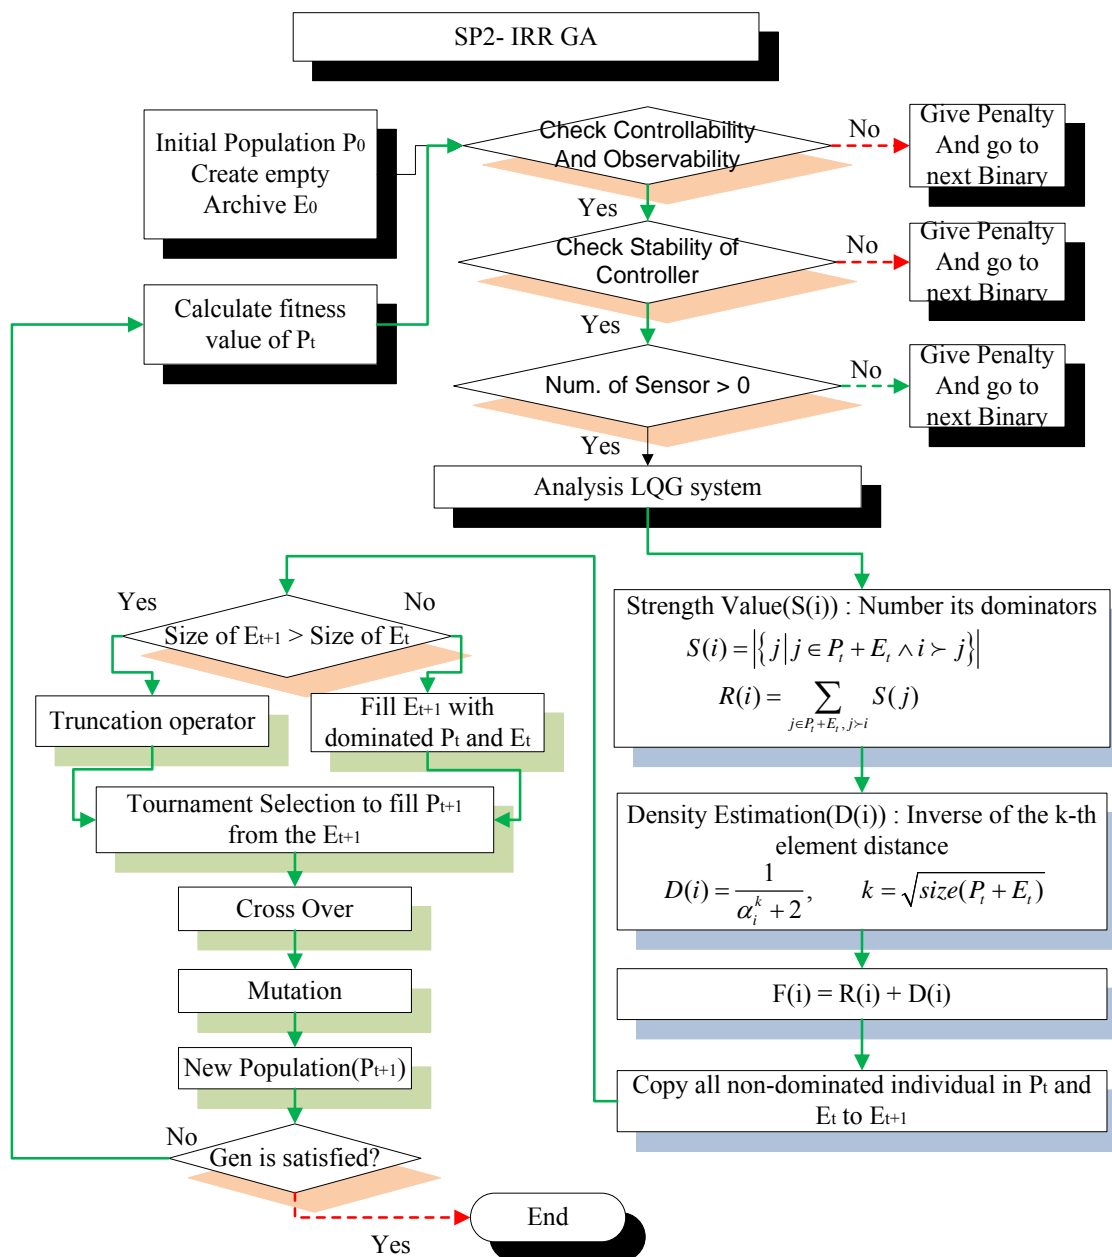 SP2- IRR GA
Initial Population P0
Create empty
Archive E0
Check Controllability
And Observability
No
Give Penalty
And go to
next Binary
Yes
Check Stability of
Controller
No
Give Penalty
And go to
next Binary
Calculate fitness
value of Pt
Yes
Num. of Sensor > 0
No
Give Penalty
And go to
next Binary
Yes
Analysis LQG system
Strength Value(S(i)) : Number its dominators
S(i) = |{j| j ∈ Pt + Et ∧ i ≻ j}|
R(i) = ∑ S(j)
j∈Pt+Et, j≻i
Density Estimation(D(i)) : Inverse of the k-th
element distance
D(i) = 1 / (α_i^k + 2), k = √size(Pt + Et)
F(i) = R(i) + D(i)
Copy all non-dominated individual in Pt and
Et to Et+1
Yes
No
Size of Et+1 > Size of Et
Truncation operator
Fill Et+1 with
dominated Pt and Et
Tournament Selection to fill Pt+1
from the Et+1
Cross Over
Mutation
New Population(Pt+1)
No
Gen is satisfied?
Yes
End